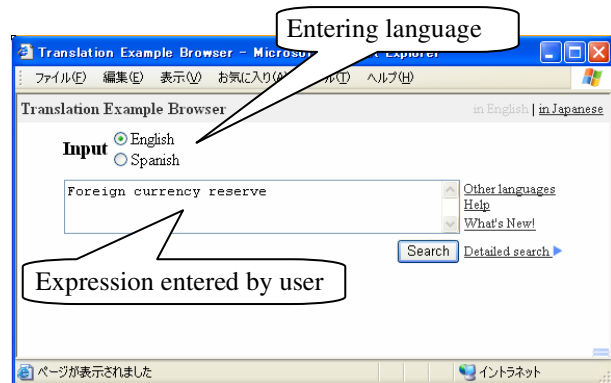 Entering language
Translation Example Browser - Microsoft Explorer
ファイル(F) 編集(E) 表示(V) お気に入り(A) ヘルプ(H)
Translation Example Browser in English | in Japanese
Input
English
Spanish
Foreign currency reserve
Other languages
Help
What's New!
Search Detailed search
Expression entered by user
ページが表示されました イントラネット